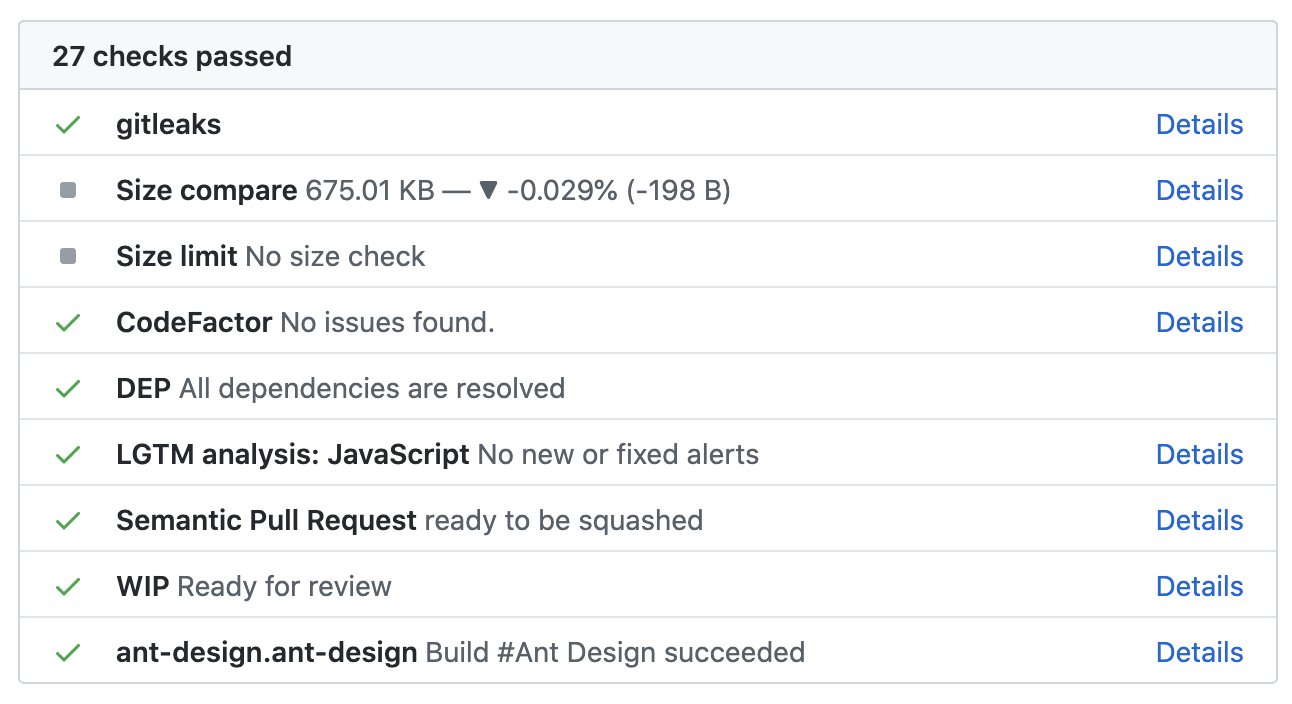 27 checks passed
gitleaks Details
Size compare 675.01 KB — ▼ -0.029% (-198 B) Details
Size limit No size check Details
CodeFactor No issues found. Details
DEP All dependencies are resolved
LGTM analysis: JavaScript No new or fixed alerts Details
Semantic Pull Request ready to be squashed Details
WIP Ready for review Details
ant-design.ant-design Build #Ant Design succeeded Details